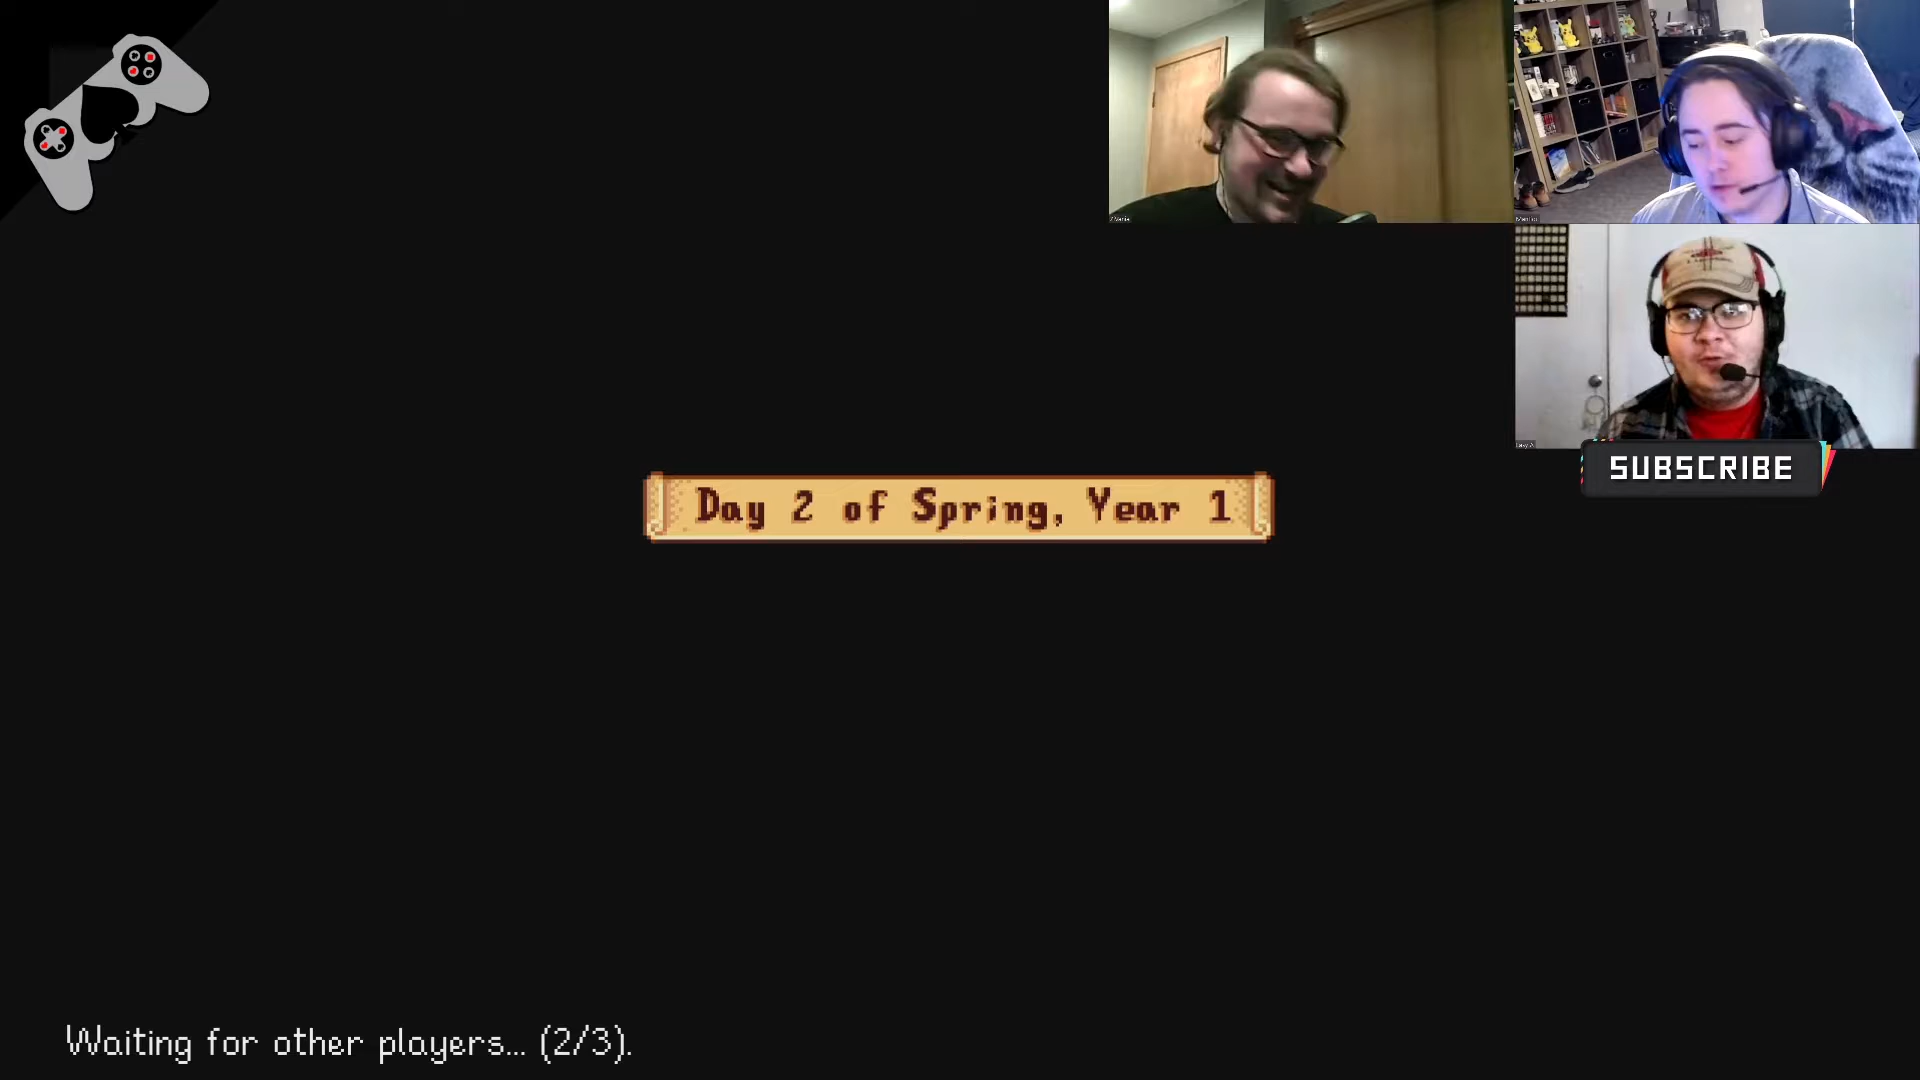 SUBSCRIBE
Day 2 of Spring, Year 1
Waiting for other players... (2/3).